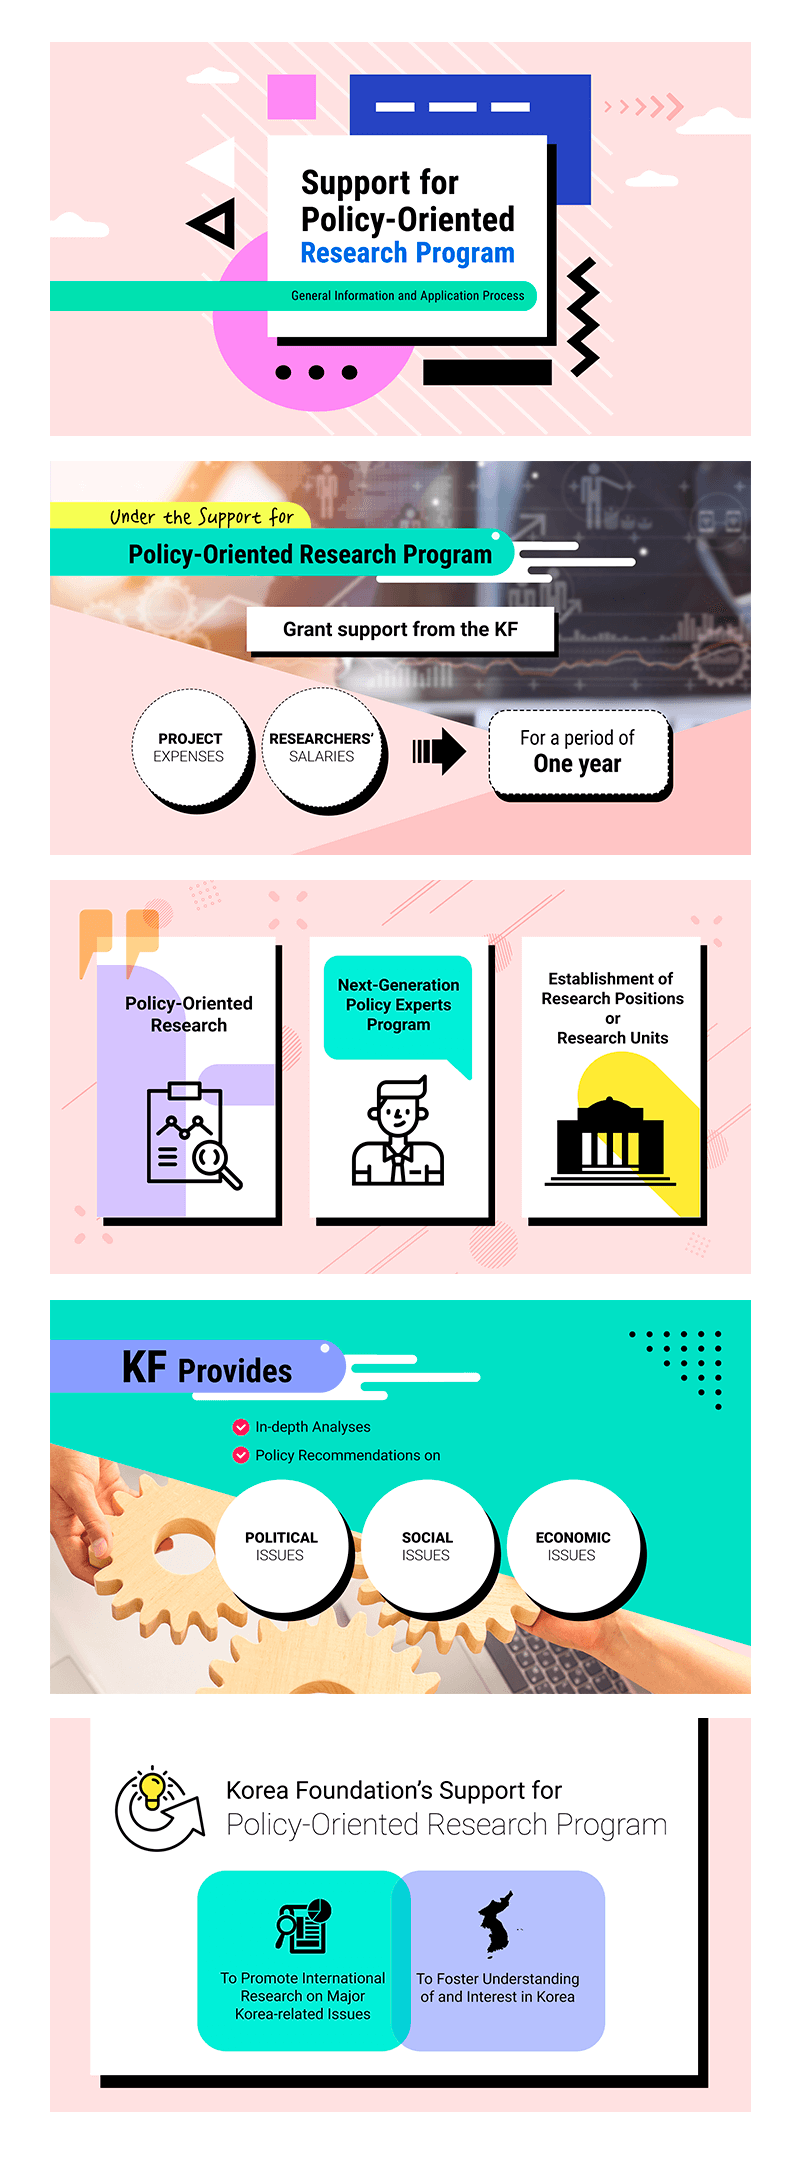 Support for
Policy-Oriented
Research Program
General Information and Application Process
Under the Support for
Policy-Oriented Research Program
Grant support from the KF
PROJECT
EXPENSES
RESEARCHERS'
SALARIES
For a period of
One year
Policy-Oriented
Research
Next-Generation
Policy Experts
Program
Establishment of
Research Positions
or
Research Units
KF Provides
In-depth Analyses
Policy Recommendations on
POLITICAL
ISSUES
SOCIAL
ISSUES
ECONOMIC
ISSUES
Korea Foundation's Support for
Policy-Oriented Research Program
To Promote International
Research on Major
Korea-related Issues
To Foster Understanding
of and Interest in Korea